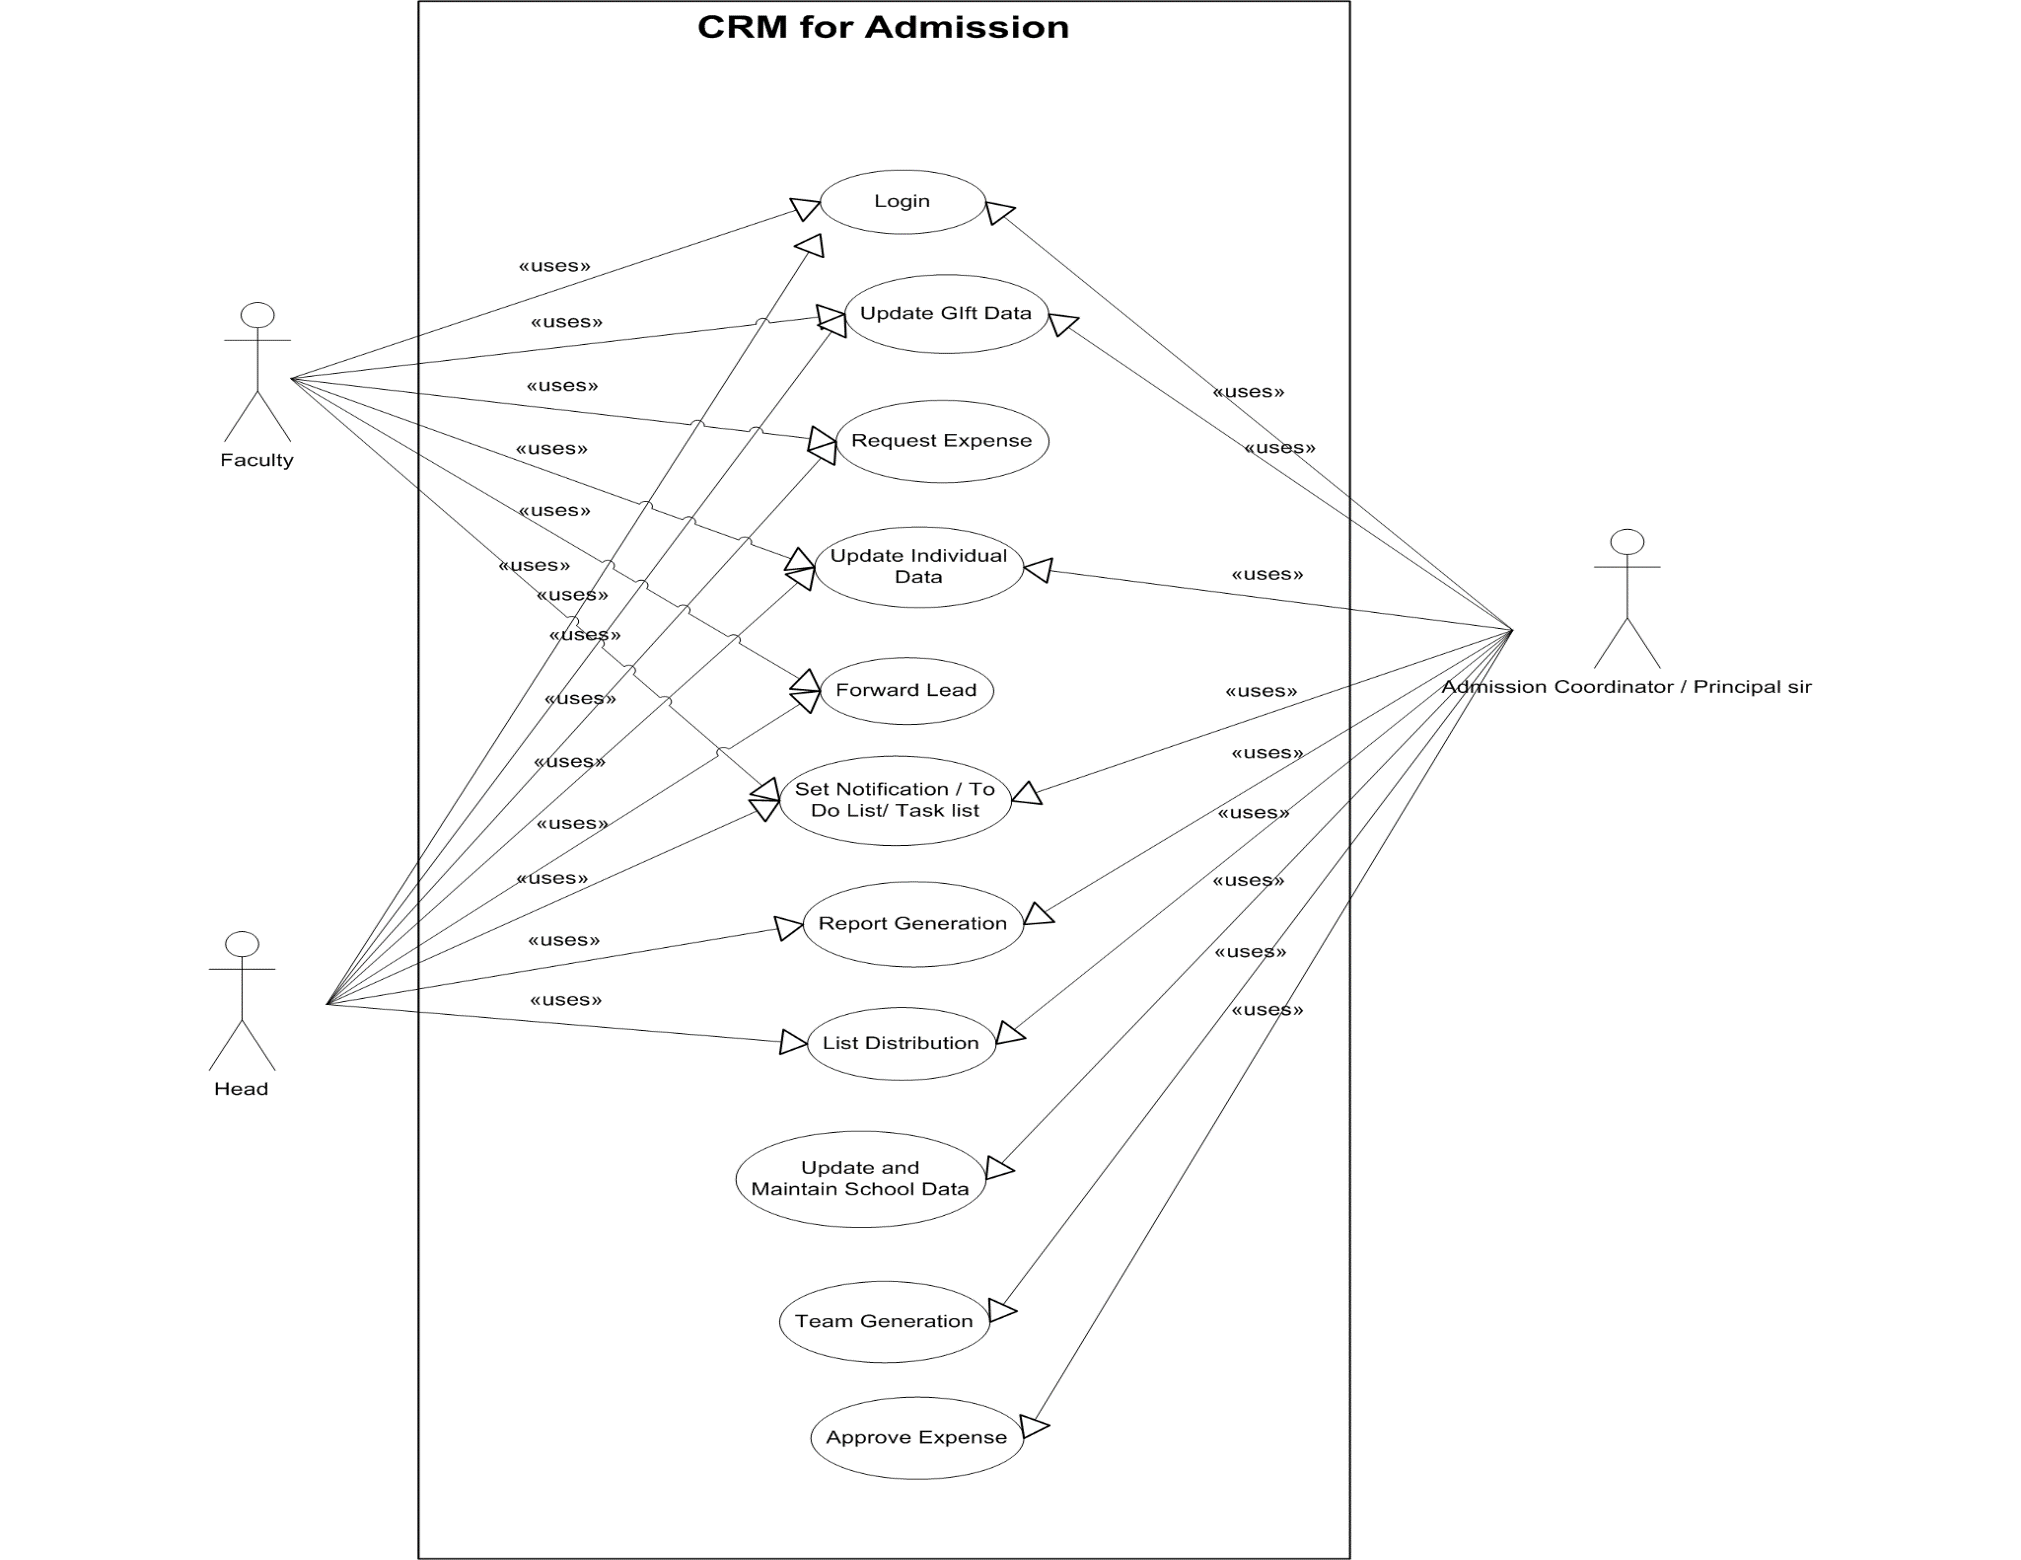 CRM for Admission
Login
«uses»
Update GIft Data
«uses»
«uses»
«uses»
Request Expense
«uses»
«uses»
Faculty
«uses»
Update Individual
Data
«uses»
«uses»
«uses»
«uses»
Admission Coordinator / Principal sir
Forward Lead
«uses»
«uses»
«uses»
«uses»
Set Notification / To
Do List/ Task list
«uses»
«uses»
«uses»
«uses»
Report Generation
«uses»
«uses»
«uses»
«uses»
List Distribution
Head
Update and
Maintain School Data
Team Generation
Approve Expense